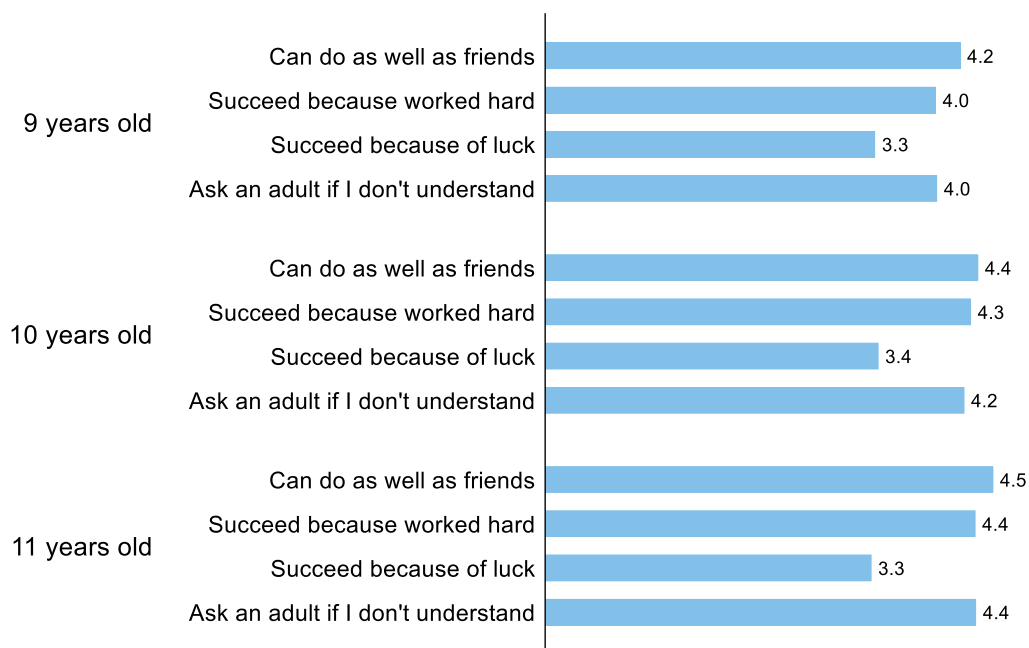 9 years old
Can do as well as friends 4.2
Succeed because worked hard 4.0
Succeed because of luck 3.3
Ask an adult if I don't understand 4.0
10 years old
Can do as well as friends 4.4
Succeed because worked hard 4.3
Succeed because of luck 3.4
Ask an adult if I don't understand 4.2
11 years old
Can do as well as friends 4.5
Succeed because worked hard 4.4
Succeed because of luck 3.3
Ask an adult if I don't understand 4.4